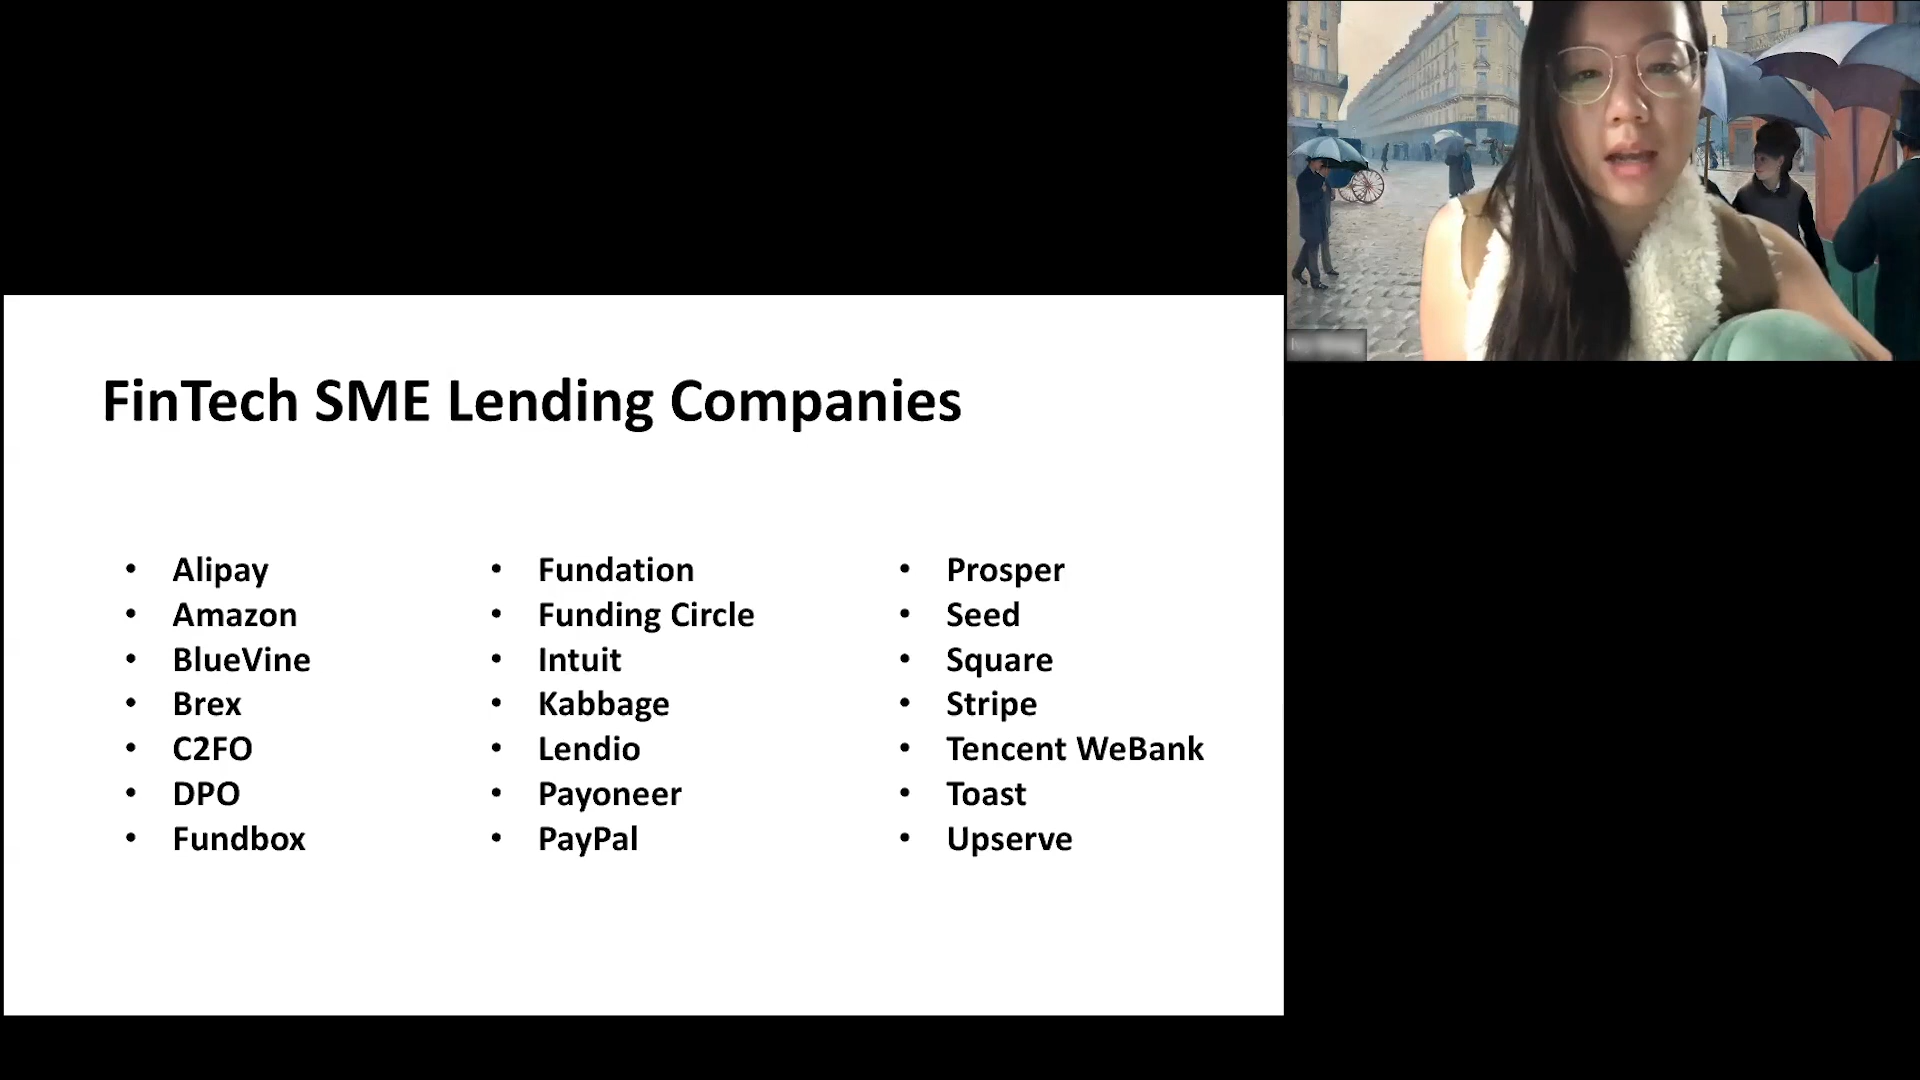 FinTech SME Lending Companies
• Alipay
• Amazon
• BlueVine
• Brex
• C2FO
• DPO
• Fundbox
• Fundation
• Funding Circle
• Intuit
• Kabbage
• Lendio
• Payoneer
• PayPal
• Prosper
• Seed
• Square
• Stripe
• Tencent WeBank
• Toast
• Upserve